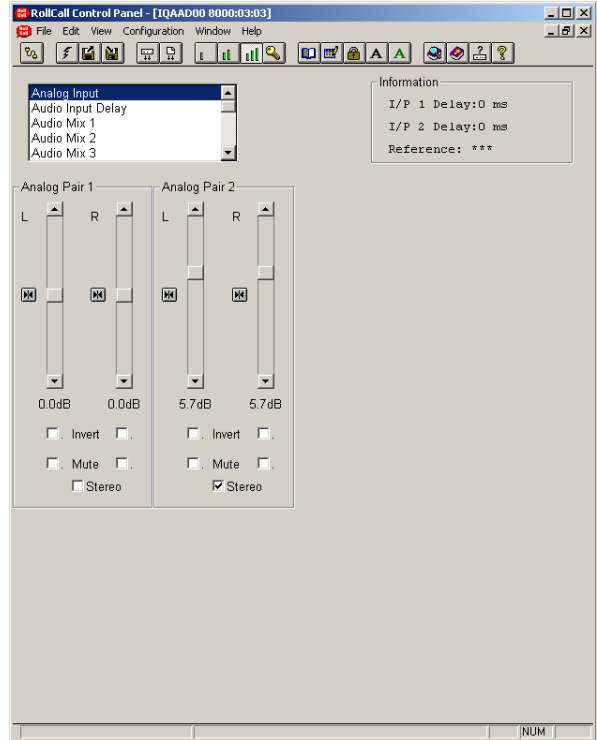 RollCall Control Panel - [IQAAD00 8000:03:03]
File Edit View Configuration Window Help
A A
Analog Input
Audio Input Delay
Audio Mix 1
Audio Mix 2
Audio Mix 3
Information
I/P 1 Delay:0 ms
I/P 2 Delay:0 ms
Reference: ***
Analog Pair 1
L R
0.0dB 0.0dB
. Invert .
. Mute .
Stereo
Analog Pair 2
L R
5.7dB 5.7dB
. Invert .
. Mute .
Stereo
NUM